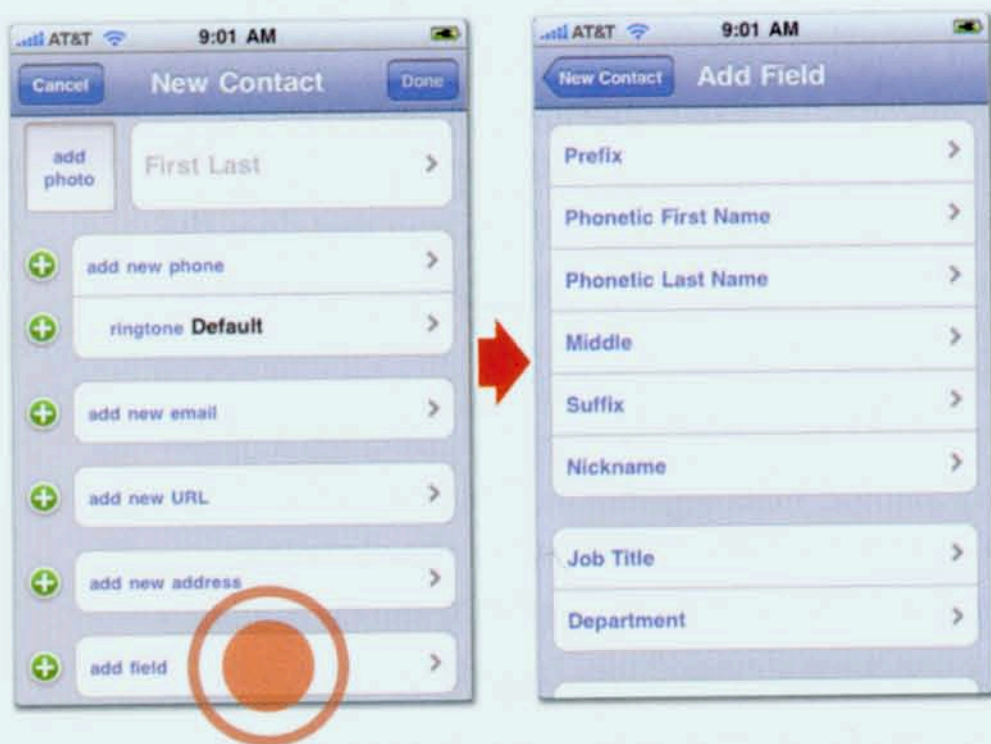 AT&T 9:01 AM
Cancel New Contact Done
add photo
First Last
add new phone
ringtone Default
add new email
add new URL
add new address
add field
AT&T 9:01 AM
New Contact Add Field
Prefix
Phonetic First Name
Phonetic Last Name
Middle
Suffix
Nickname
Job Title
Department